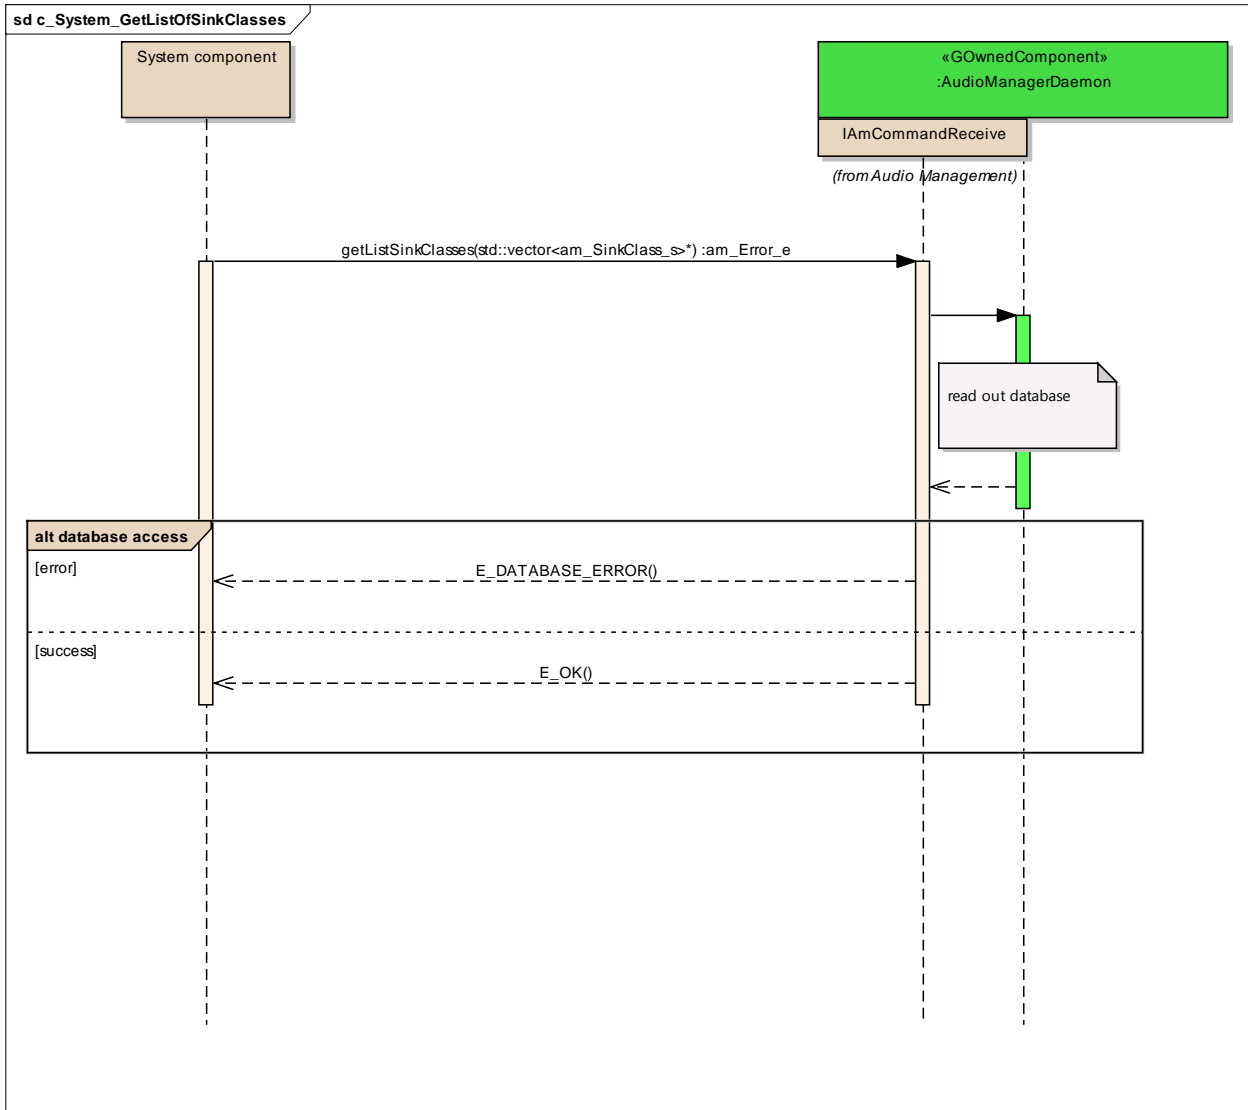 sd c_System_GetListOfSinkClasses
System component
«GOwnedComponent»
:AudioManagerDaemon
IAmCommandReceive
(from Audio Management)
getListSinkClasses(std::vector<am_SinkClass_s>*) :am_Error_e
read out database
alt database access
[error]
E_DATABASE_ERROR()
[success]
E_OK()